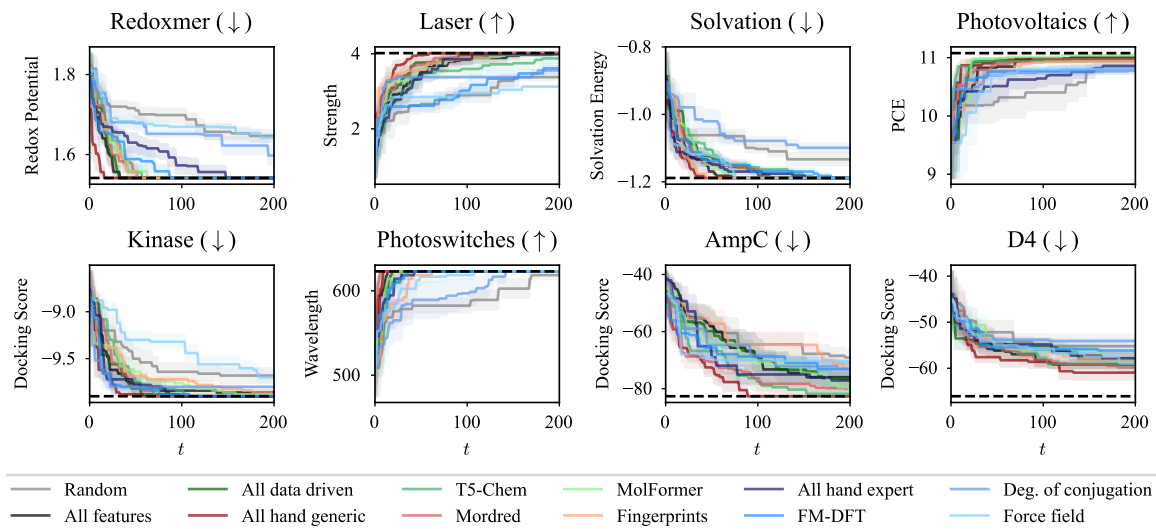 Redoxmer (↓) Laser (↑) Solvation (↓) Photovoltaics (↑)
Redox Potential 1.8 1.6 0 100 200
Strength 4 2 0 100 200
Solvation Energy −0.8 −1.0 −1.2 0 100 200
PCE 11 10 9 0 100 200
Kinase (↓) Photoswitches (↑) AmpC (↓) D4 (↓)
Docking Score −9.0 −9.5 0 100 200
Wavelength 600 500 0 100 200
Docking Score −40 −60 −80 0 100 200
Docking Score −40 −50 −60 0 100 200
t t t t
Random All data driven T5-Chem MolFormer All hand expert Deg. of conjugation
All features All hand generic Mordred Fingerprints FM-DFT Force field